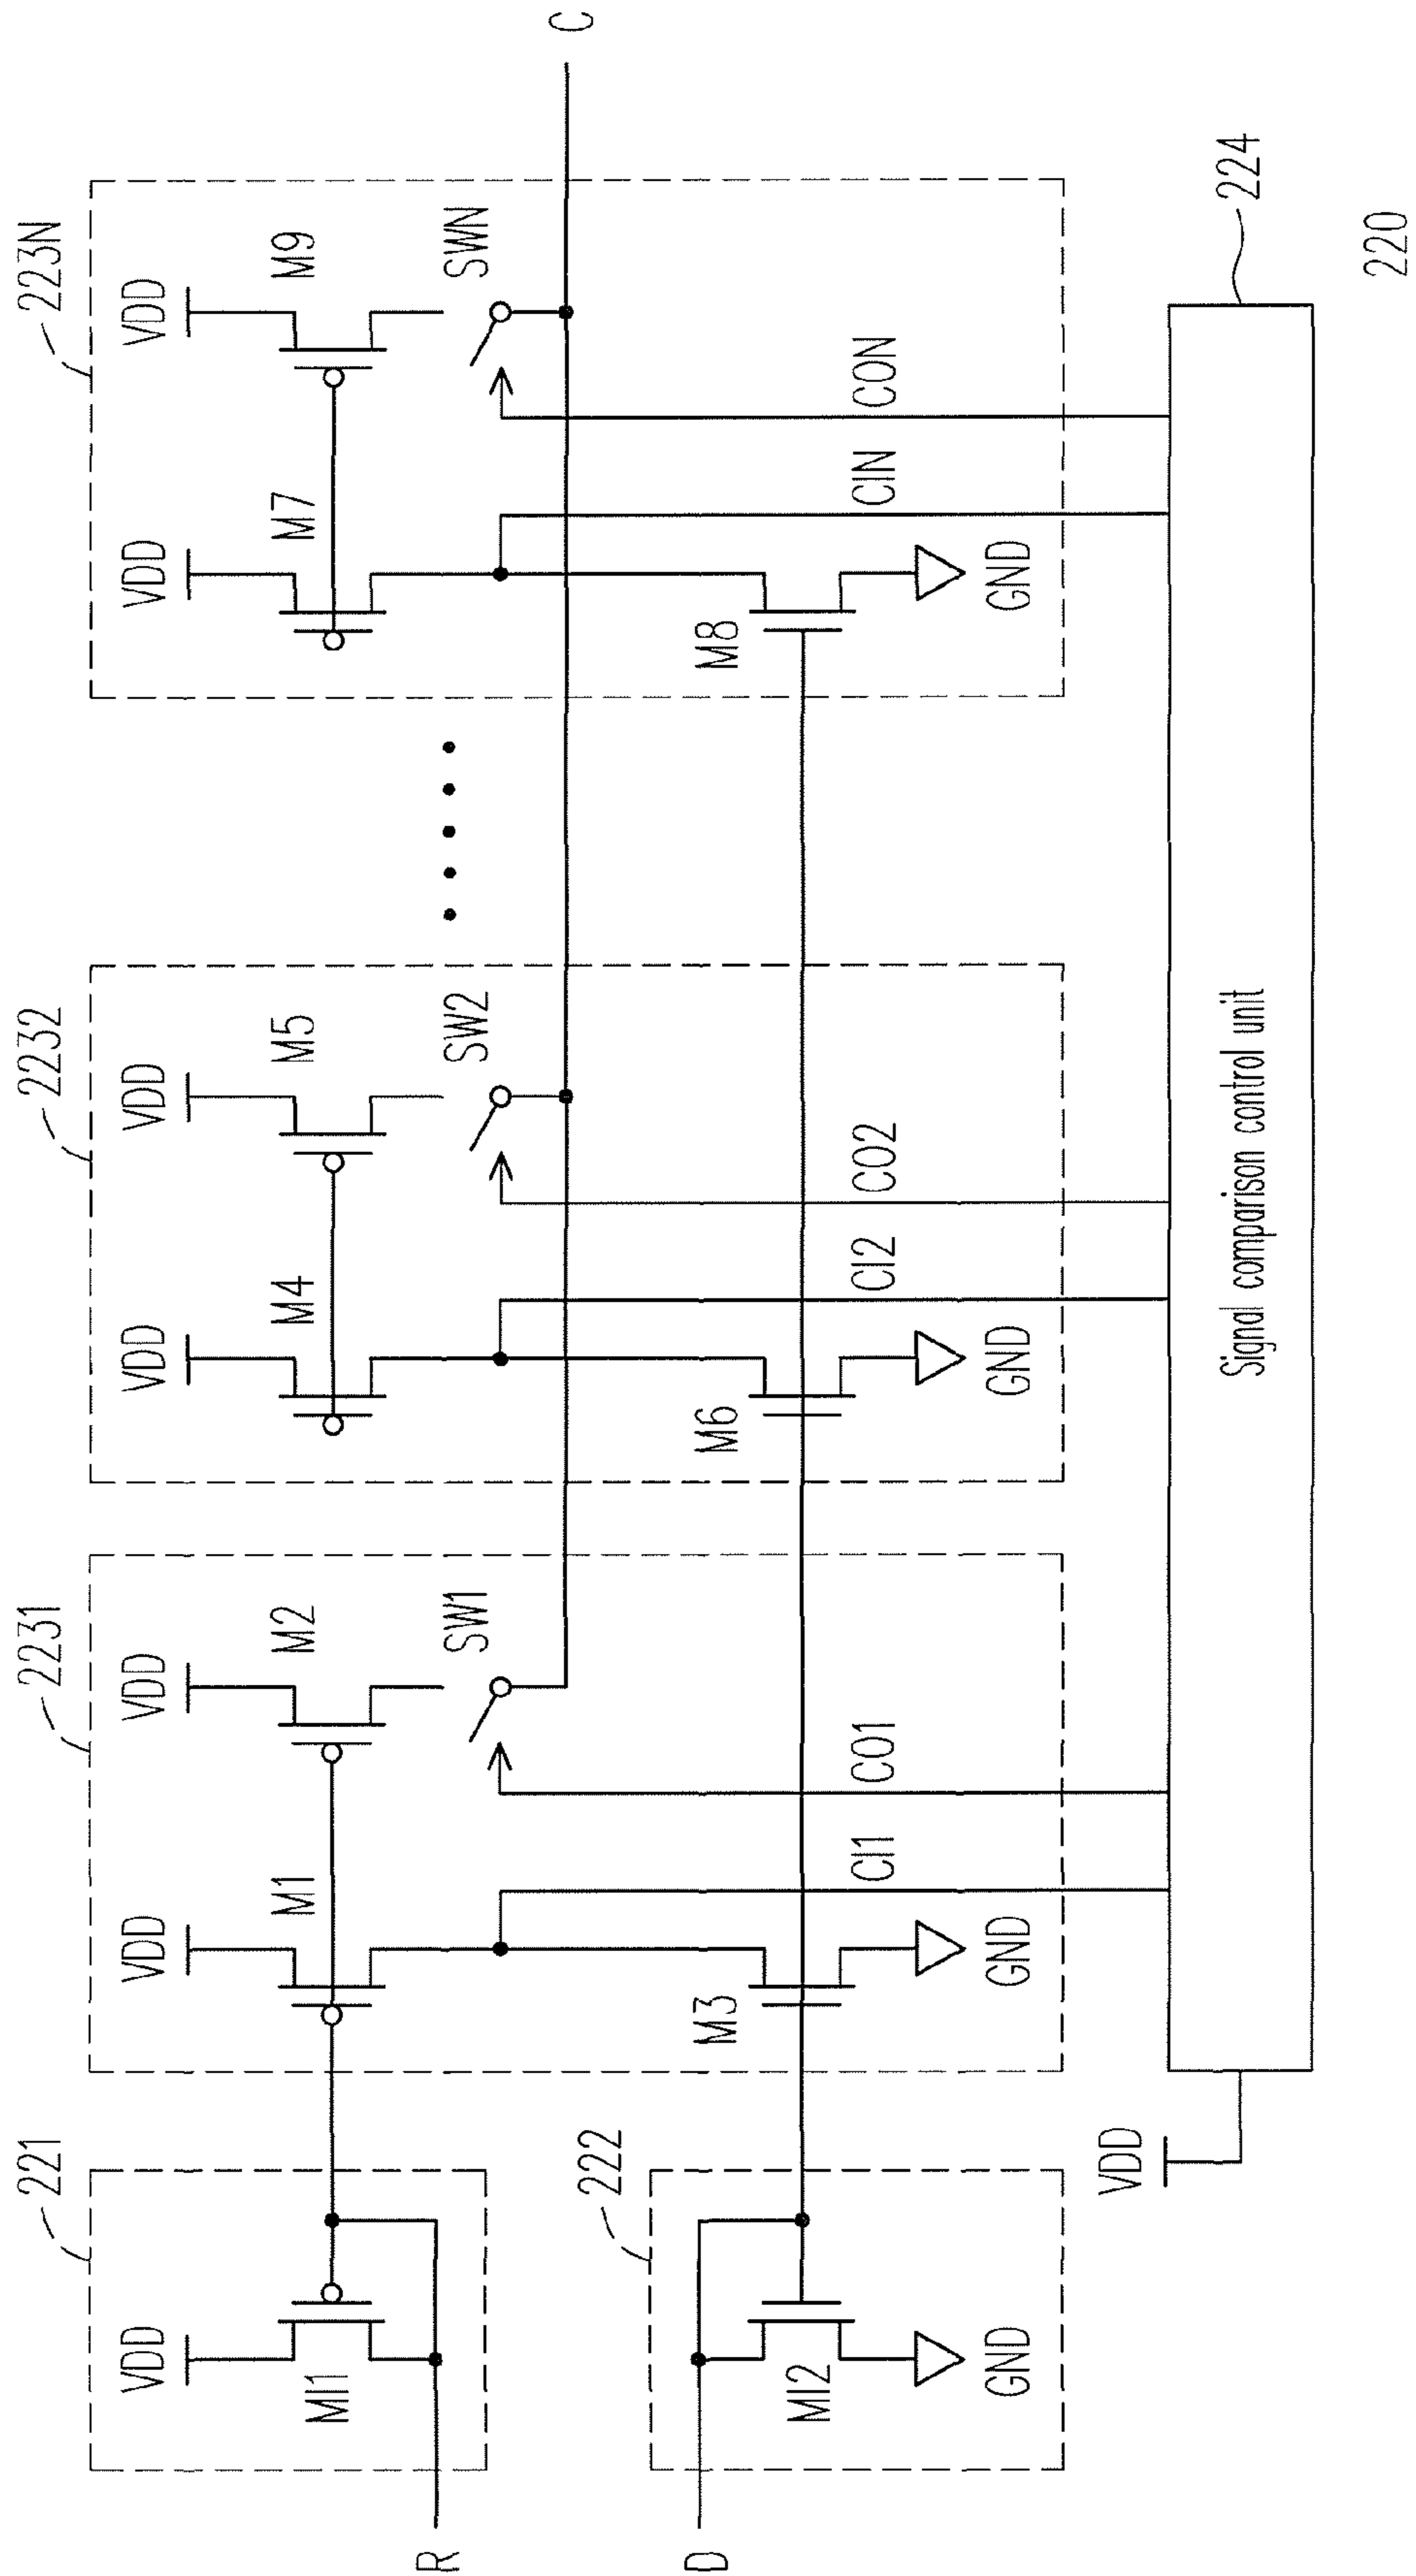 221
2231
2232
223N
VDD
VDD
VDD
VDD
VDD
VDD
VDD
MI1
M1
M2
M4
M5
M7
M9
R
SW1
SW2
SWN
C
222
D
MI2
M3
M6
M8
CI1
CO1
CI2
CO2
CIN
CON
GND
GND
GND
GND
VDD
Signal comparison control unit
224
220